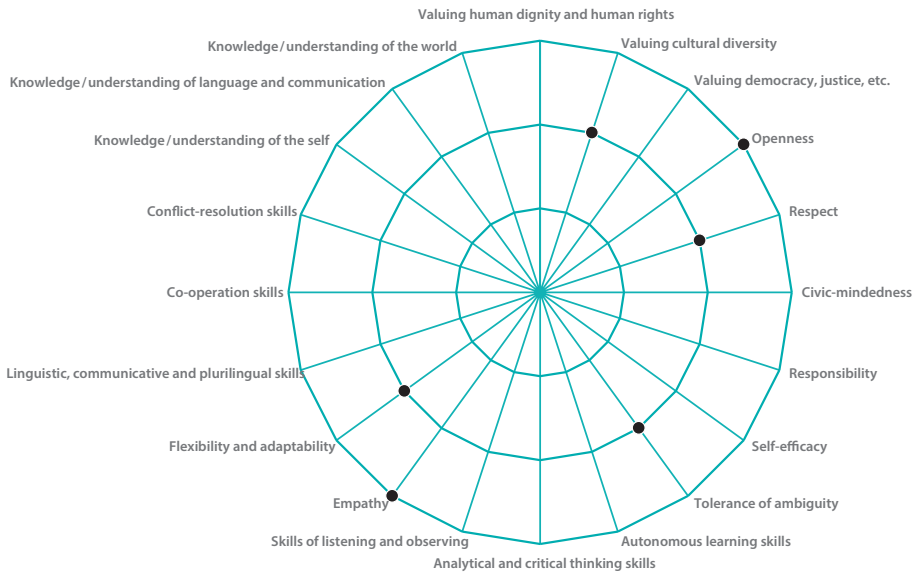 Valuing human dignity and human rights
Knowledge/understanding of the world
Valuing cultural diversity
Knowledge/understanding of language and communication
Valuing democracy, justice, etc.
Knowledge/understanding of the self
Openness
Conflict-resolution skills
Respect
Co-operation skills
Civic-mindedness
Linguistic, communicative and plurilingual skills
Responsibility
Flexibility and adaptability
Self-efficacy
Empathy
Tolerance of ambiguity
Skills of listening and observing
Autonomous learning skills
Analytical and critical thinking skills